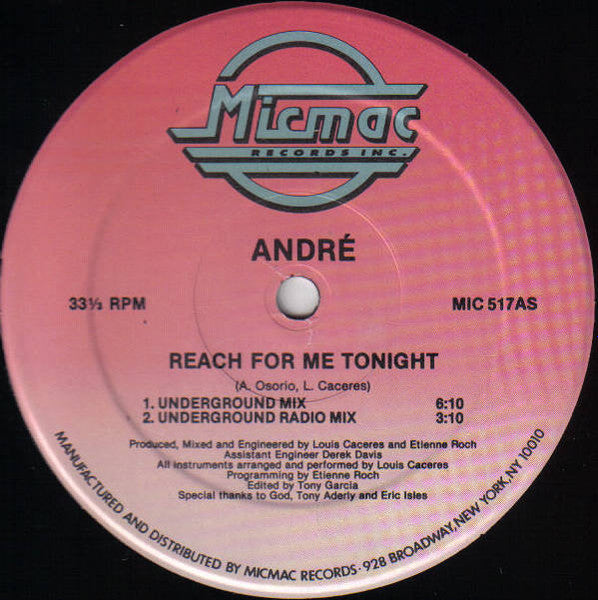 Micmac
RECORDS INC.
ANDRÉ
33⅓ RPM
MIC 517AS
REACH FOR ME TONIGHT
(A. Osorio, L. Caceres)
1. UNDERGROUND MIX 6:10
2. UNDERGROUND RADIO MIX 3:10
Produced, Mixed and Engineered by Louis Caceres and Etienne Roch
Assistant Engineer Derek Davis
All instruments arranged and performed by Louis Caceres
Programming by Etienne Roch
Edited by Tony Garcia
Special thanks to God, Tony Aderly and Eric Isles
MANUFACTURED AND DISTRIBUTED BY MICMAC RECORDS · 928 BROADWAY, NEW YORK, NY 10010